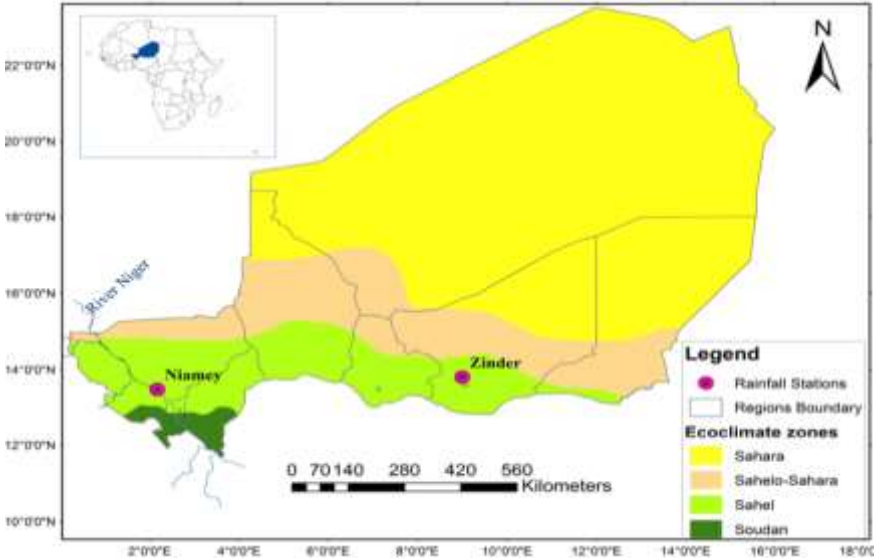 N
22°0'0"N
20°0'0"N
18°0'0"N
16°0'0"N
14°0'0"N
12°0'0"N
10°0'0"N
River Niger
Niamey
Zinder
Legend
Rainfall Stations
Regions Boundary
Ecoclimate zones
Sahara
Sahelo-Sahara
Sahel
Soudan
0 70 140 280 420 560
Kilometers
2°0'0"E 4°0'0"E 6°0'0"E 8°0'0"E 10°0'0"E 12°0'0"E 14°0'0"E 16°0'0"E 18°0'0"E